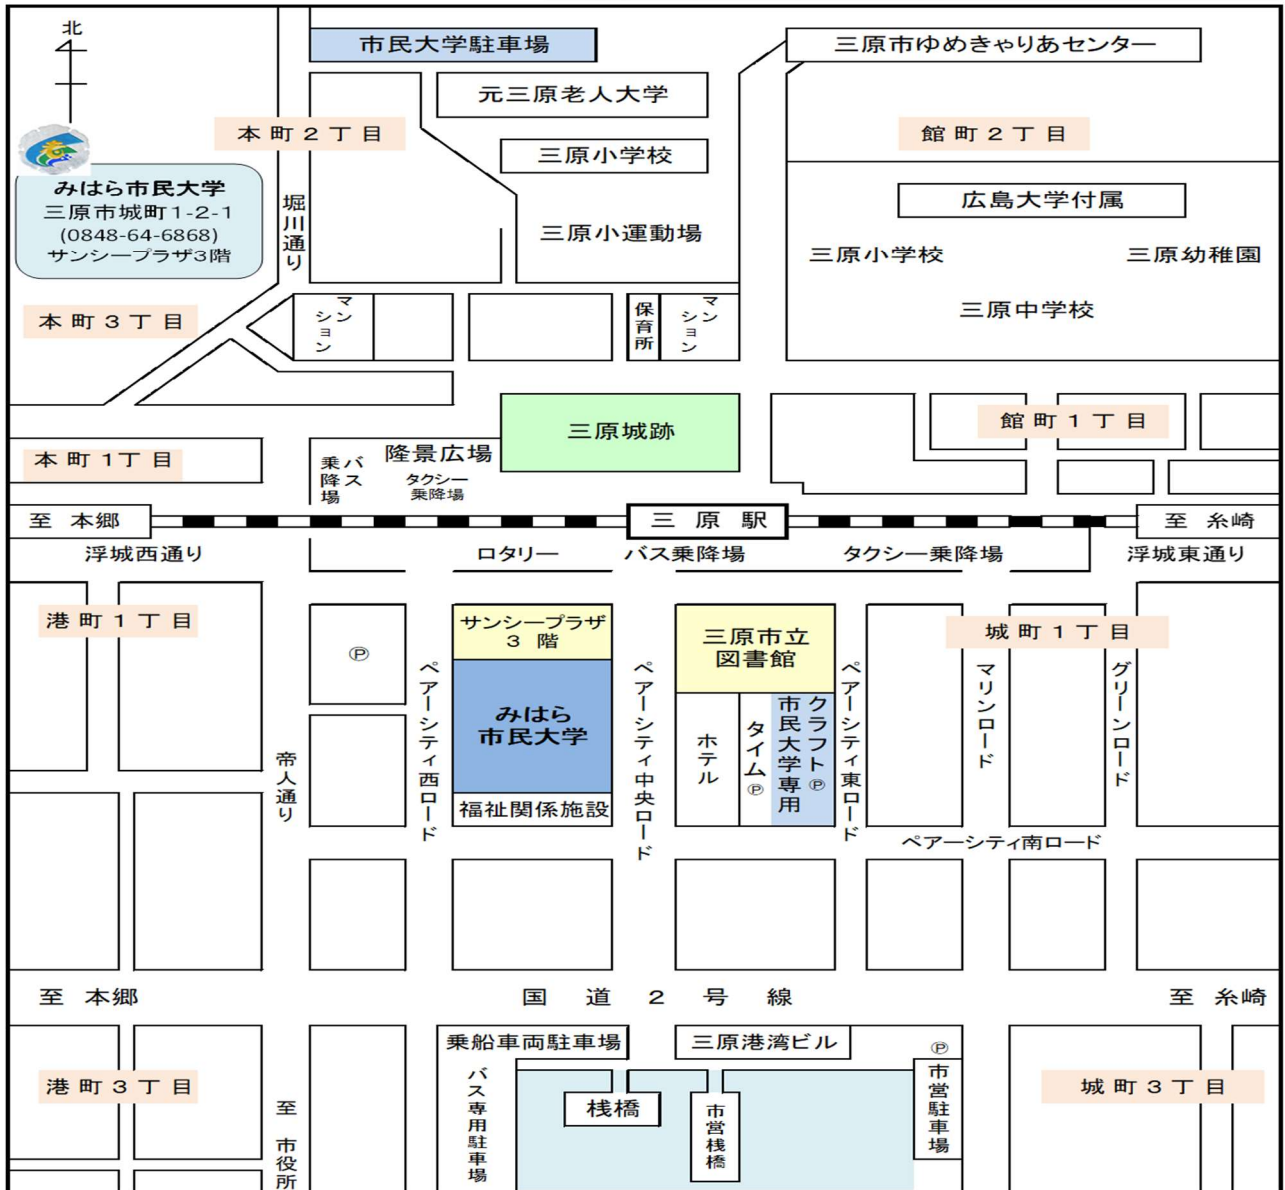 北
市民大学駐車場
三原市ゆめきゃりあセンター
元三原老人大学
本町2丁目
館町2丁目
三原小学校
みはら市民大学
三原市城町1-2-1
(0848-64-6868)
サンシープラザ3階
堀川通り
広島大学付属
三原小運動場
三原小学校
三原幼稚園
三原中学校
本町3丁目
マンション
保育所
マンション
三原城跡
館町1丁目
本町1丁目
バス乗降場
隆景広場
タクシー
乗降場
至 本郷
三原駅
至 糸崎
浮城西通り
ロータリー
バス乗降場
タクシー乗降場
浮城東通り
港町1丁目
サンシープラザ
3 階
三原市立
図書館
城町1丁目
Ⓟ
ペアーシティ西ロード
みはら
市民大学
ペアーシティ中央ロード
ホテル
タイムⓅ
クラフトⓅ
市民大学専用
ペアーシティ東ロード
マリンロード
グリーンロード
帝人通り
福祉関係施設
ペアーシティ南ロード
至 本郷
国道2号線
至 糸崎
乗船車両駐車場
三原港湾ビル
Ⓟ
市営駐車場
港町3丁目
バス専用駐車場
桟橋
市営桟橋
城町3丁目
至 市役所